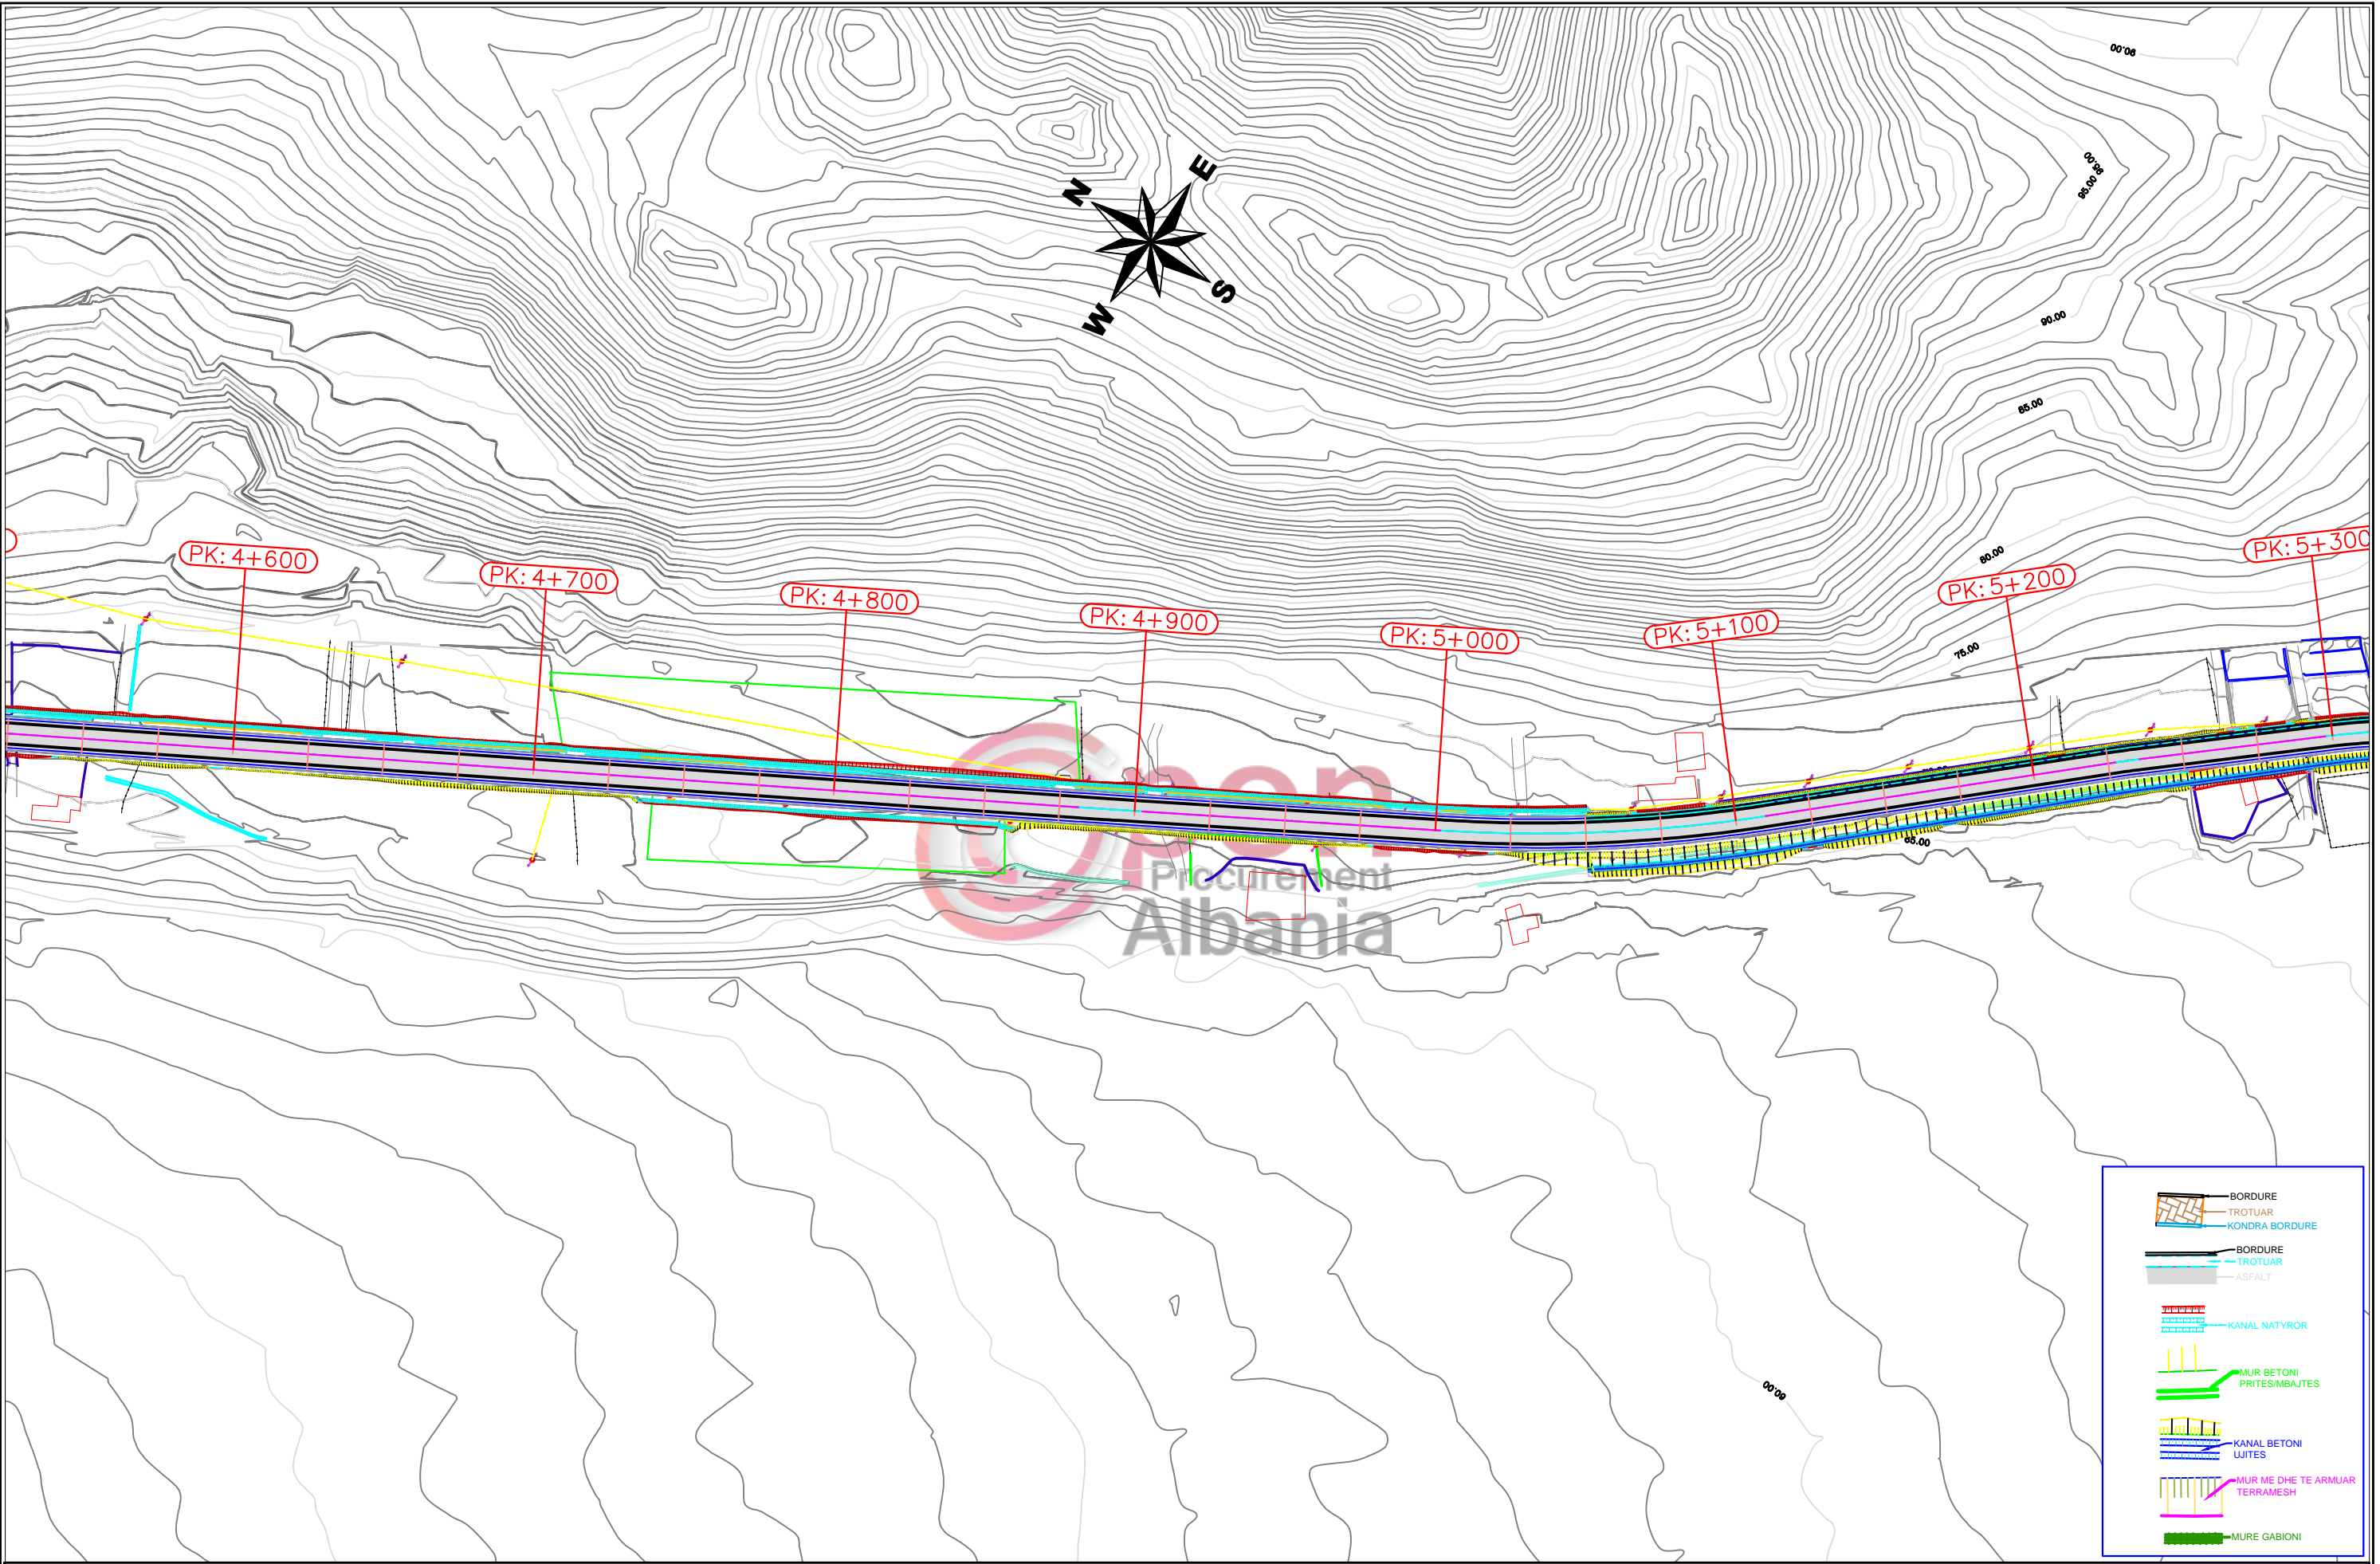 90.00
95.00
95.00
N
E
S
W
90.00
85.00
80.00
75.00
PK: 4+600
PK: 4+700
PK: 4+800
PK: 4+900
PK: 5+000
PK: 5+100
PK: 5+200
PK: 5+300
65.00
Open
Procurement
Albania
60.00
BORDURE
TROTUAR
KONDRA BORDURE
BORDURE
TROTUAR
ASFALT
KANAL NATYROR
MUR BETONI
PRITES/MBAJTES
KANAL BETONI
UJITES
MUR ME DHE TE ARMUAR
TERRAMESH
MURE GABIONI